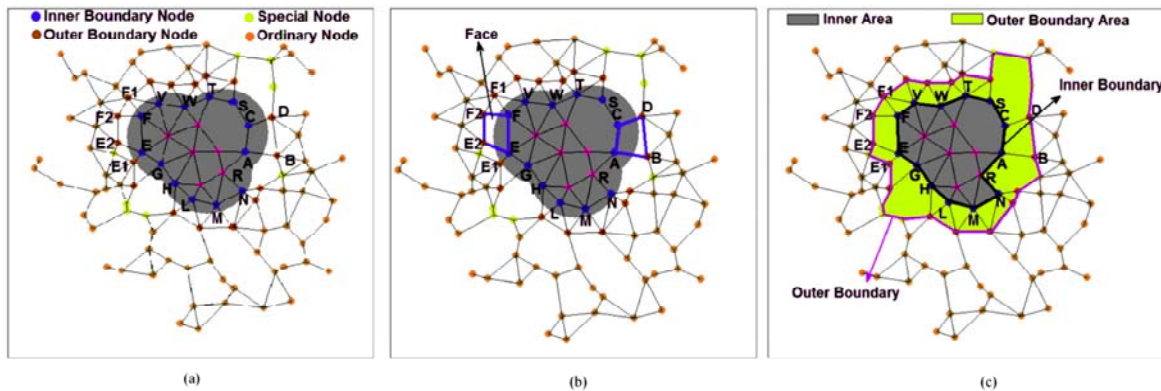 Inner Boundary Node Special Node
Outer Boundary Node Ordinary Node
T
V W S
F1 F C D
F2
E2 E A B
E1 G R
H N
L M
(a)
Face
T
F1 V W S
F2 F C D
E2 E A B
E1 G R
H N
L M
(b)
Inner Area Outer Boundary Area
Inner Boundary
T
F1 V W S
F2 F C D
E2 E A B
E1 G R
H N
L M
Outer Boundary
(c)